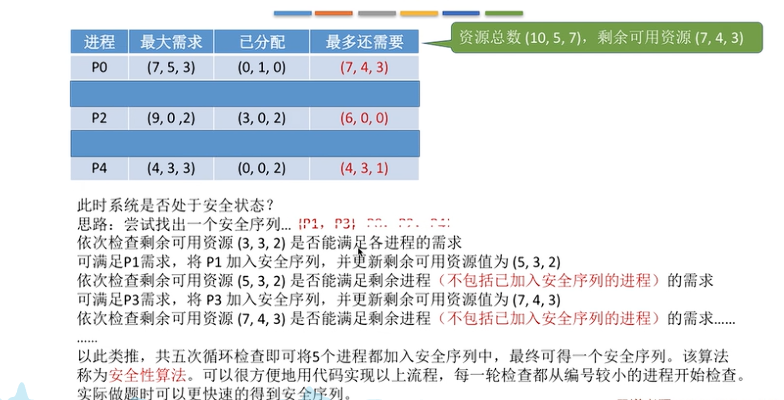 资源总数 (10, 5, 7)，剩余可用资源 (7, 4, 3)
进程 最大需求 已分配 最多还需要
P0 (7, 5, 3) (0, 1, 0) (7, 4, 3)
P2 (9, 0 ,2) (3, 0, 2) (6, 0, 0)
P4 (4, 3, 3) (0, 0, 2) (4, 3, 1)
此时系统是否处于安全状态？
思路：尝试找出一个安全序列... {P1，P3
依次检查剩余可用资源 (3, 3, 2) 是否能满足各进程的需求
可满足P1需求，将 P1 加入安全序列，并更新剩余可用资源值为 (5, 3, 2)
依次检查剩余可用资源 (5, 3, 2) 是否能满足剩余进程（不包括已加入安全序列的进程）的需求
可满足P3需求，将 P3 加入安全序列，并更新剩余可用资源值为 (7, 4, 3)
依次检查剩余可用资源 (7, 4, 3) 是否能满足剩余进程（不包括已加入安全序列的进程）的需求......
......
以此类推，共五次循环检查即可将5个进程都加入安全序列中，最终可得一个安全序列。该算法
称为安全性算法。可以很方便地用代码实现以上流程，每一轮检查都从编号较小的进程开始检查。
实际做题时可以更快速的得到安全序列。